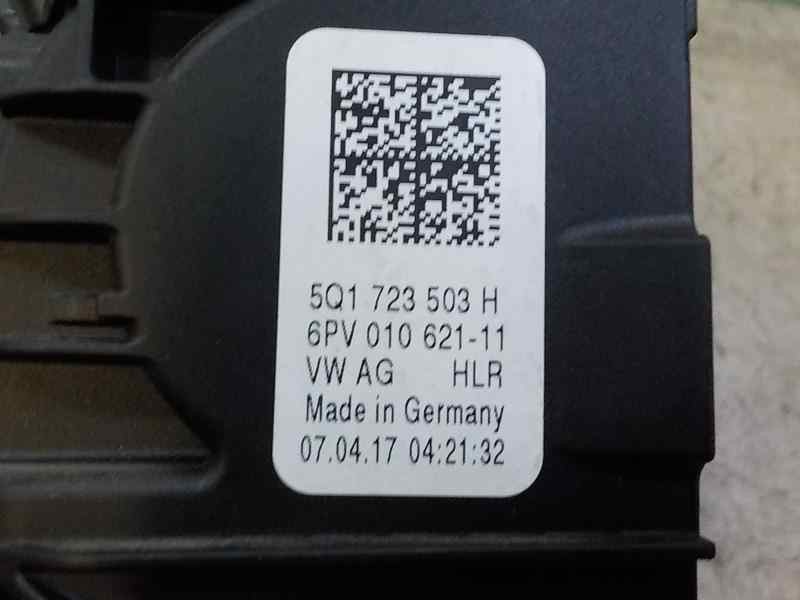 5Q1 723 503 H
6PV 010 621-11
VW AG HLR
Made in Germany
07.04.17 04:21:32